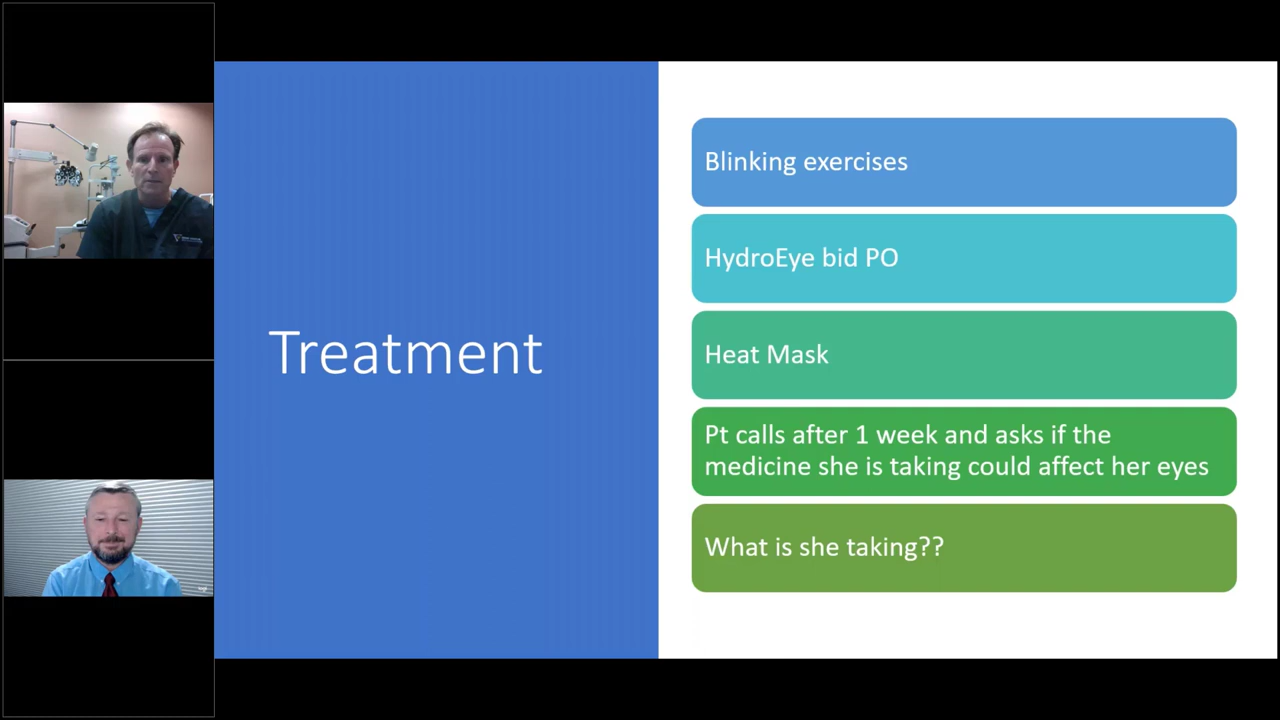 Treatment
Blinking exercises
HydroEye bid PO
Heat Mask
Pt calls after 1 week and asks if the
medicine she is taking could affect her eyes
What is she taking??